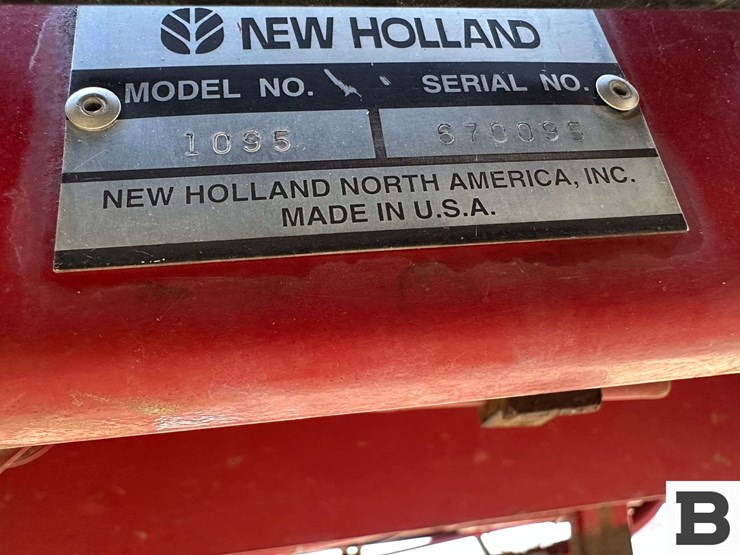 NEW HOLLAND
MODEL NO. SERIAL NO.
1095 670095
NEW HOLLAND NORTH AMERICA, INC.
MADE IN U.S.A.
B